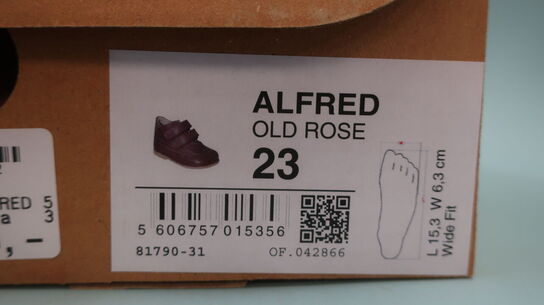 ALFRED
OLD ROSE
23
5 606757 015356
81790-31
OF.042866
L 15,3 W 6,3 cm
Wide Fit
2
RED 5
a 3
, –